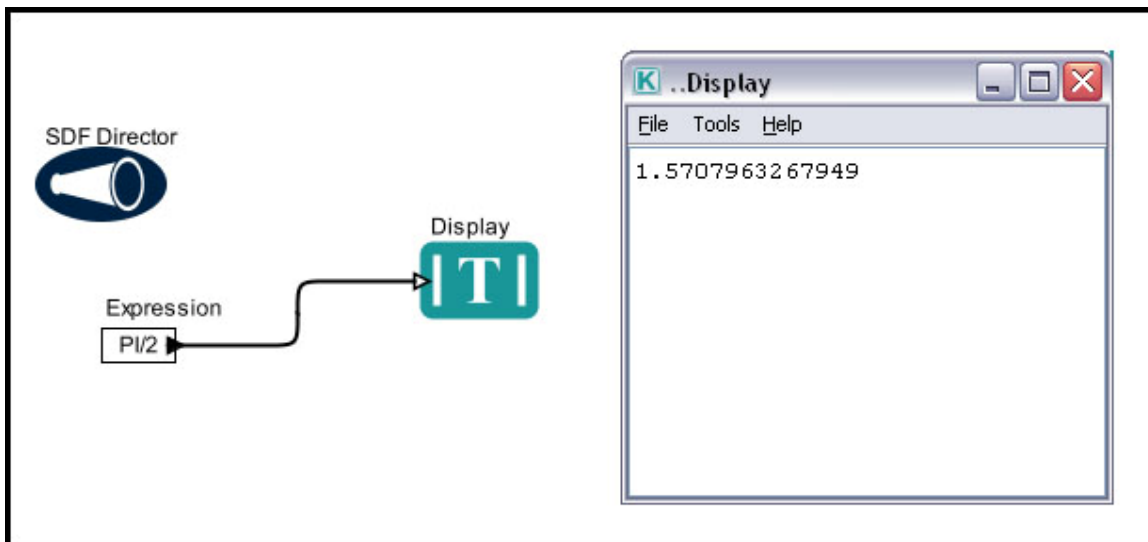 SDF Director
Display
T
Expression
PI/2
K ..Display
File Tools Help
1.5707963267949